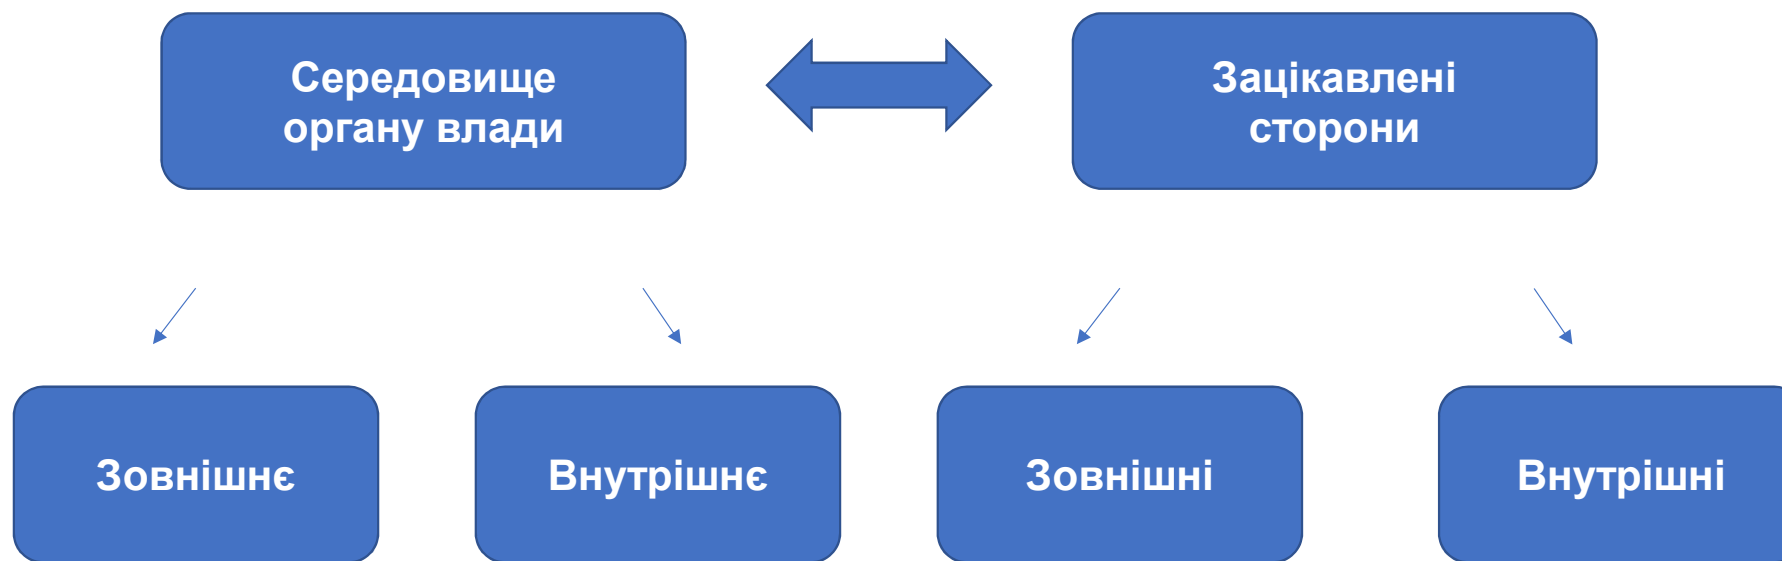 Середовище
органу влади
Зацікавлені
сторони
Зовнішнє
Внутрішнє
Зовнішні
Внутрішні